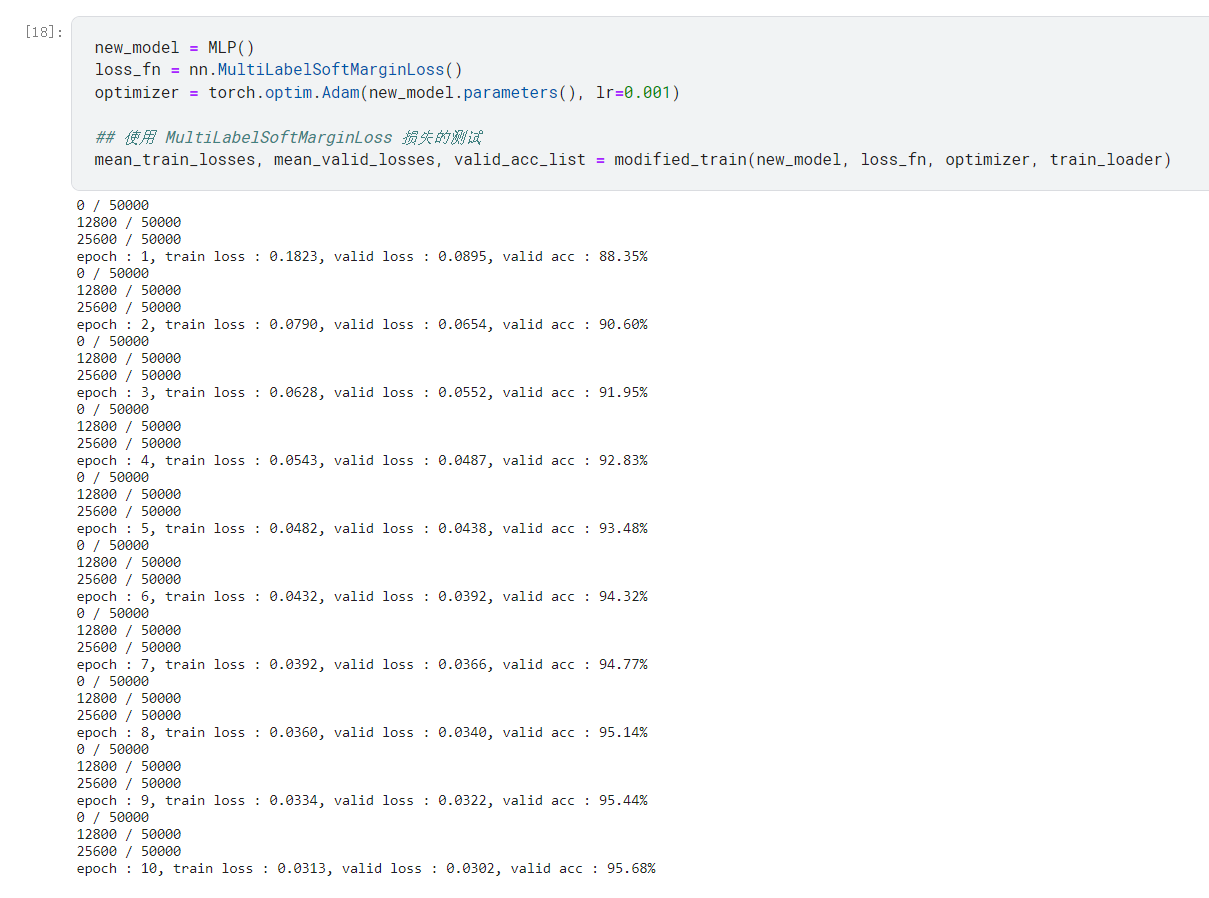 [18]:
new_model = MLP()
loss_fn = nn.MultiLabelSoftMarginLoss()
optimizer = torch.optim.Adam(new_model.parameters(), lr=0.001)
## 使用 MultiLabelSoftMarginLoss 损失的测试
mean_train_losses, mean_valid_losses, valid_acc_list = modified_train(new_model, loss_fn, optimizer, train_loader)
0 / 50000
12800 / 50000
25600 / 50000
epoch : 1, train loss : 0.1823, valid loss : 0.0895, valid acc : 88.35%
0 / 50000
12800 / 50000
25600 / 50000
epoch : 2, train loss : 0.0790, valid loss : 0.0654, valid acc : 90.60%
0 / 50000
12800 / 50000
25600 / 50000
epoch : 3, train loss : 0.0628, valid loss : 0.0552, valid acc : 91.95%
0 / 50000
12800 / 50000
25600 / 50000
epoch : 4, train loss : 0.0543, valid loss : 0.0487, valid acc : 92.83%
0 / 50000
12800 / 50000
25600 / 50000
epoch : 5, train loss : 0.0482, valid loss : 0.0438, valid acc : 93.48%
0 / 50000
12800 / 50000
25600 / 50000
epoch : 6, train loss : 0.0432, valid loss : 0.0392, valid acc : 94.32%
0 / 50000
12800 / 50000
25600 / 50000
epoch : 7, train loss : 0.0392, valid loss : 0.0366, valid acc : 94.77%
0 / 50000
12800 / 50000
25600 / 50000
epoch : 8, train loss : 0.0360, valid loss : 0.0340, valid acc : 95.14%
0 / 50000
12800 / 50000
25600 / 50000
epoch : 9, train loss : 0.0334, valid loss : 0.0322, valid acc : 95.44%
0 / 50000
12800 / 50000
25600 / 50000
epoch : 10, train loss : 0.0313, valid loss : 0.0302, valid acc : 95.68%